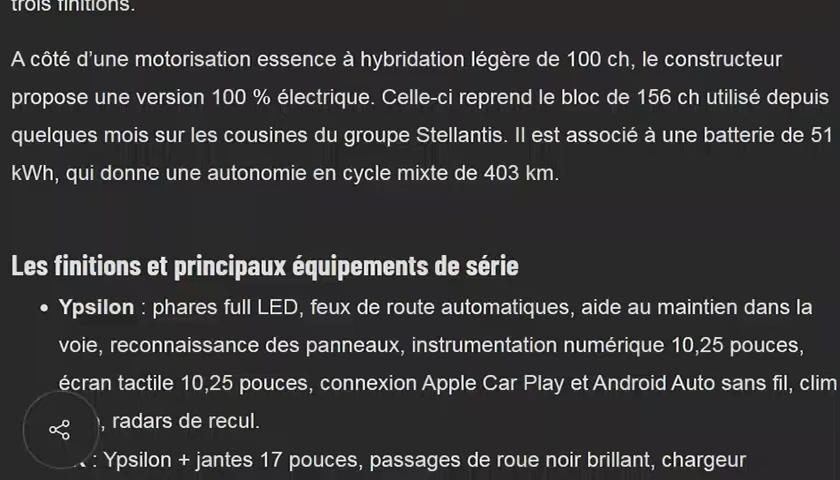 trois finitions.
A côté d’une motorisation essence à hybridation légère de 100 ch, le constructeur
propose une version 100 % électrique. Celle-ci reprend le bloc de 156 ch utilisé depuis
quelques mois sur les cousines du groupe Stellantis. Il est associé à une batterie de 51
kWh, qui donne une autonomie en cycle mixte de 403 km.
Les finitions et principaux équipements de série
• Ypsilon : phares full LED, feux de route automatiques, aide au maintien dans la
voie, reconnaissance des panneaux, instrumentation numérique 10,25 pouces,
écran tactile 10,25 pouces, connexion Apple Car Play et Android Auto sans fil, clim
, radars de recul.
: Ypsilon + jantes 17 pouces, passages de roue noir brillant, chargeur